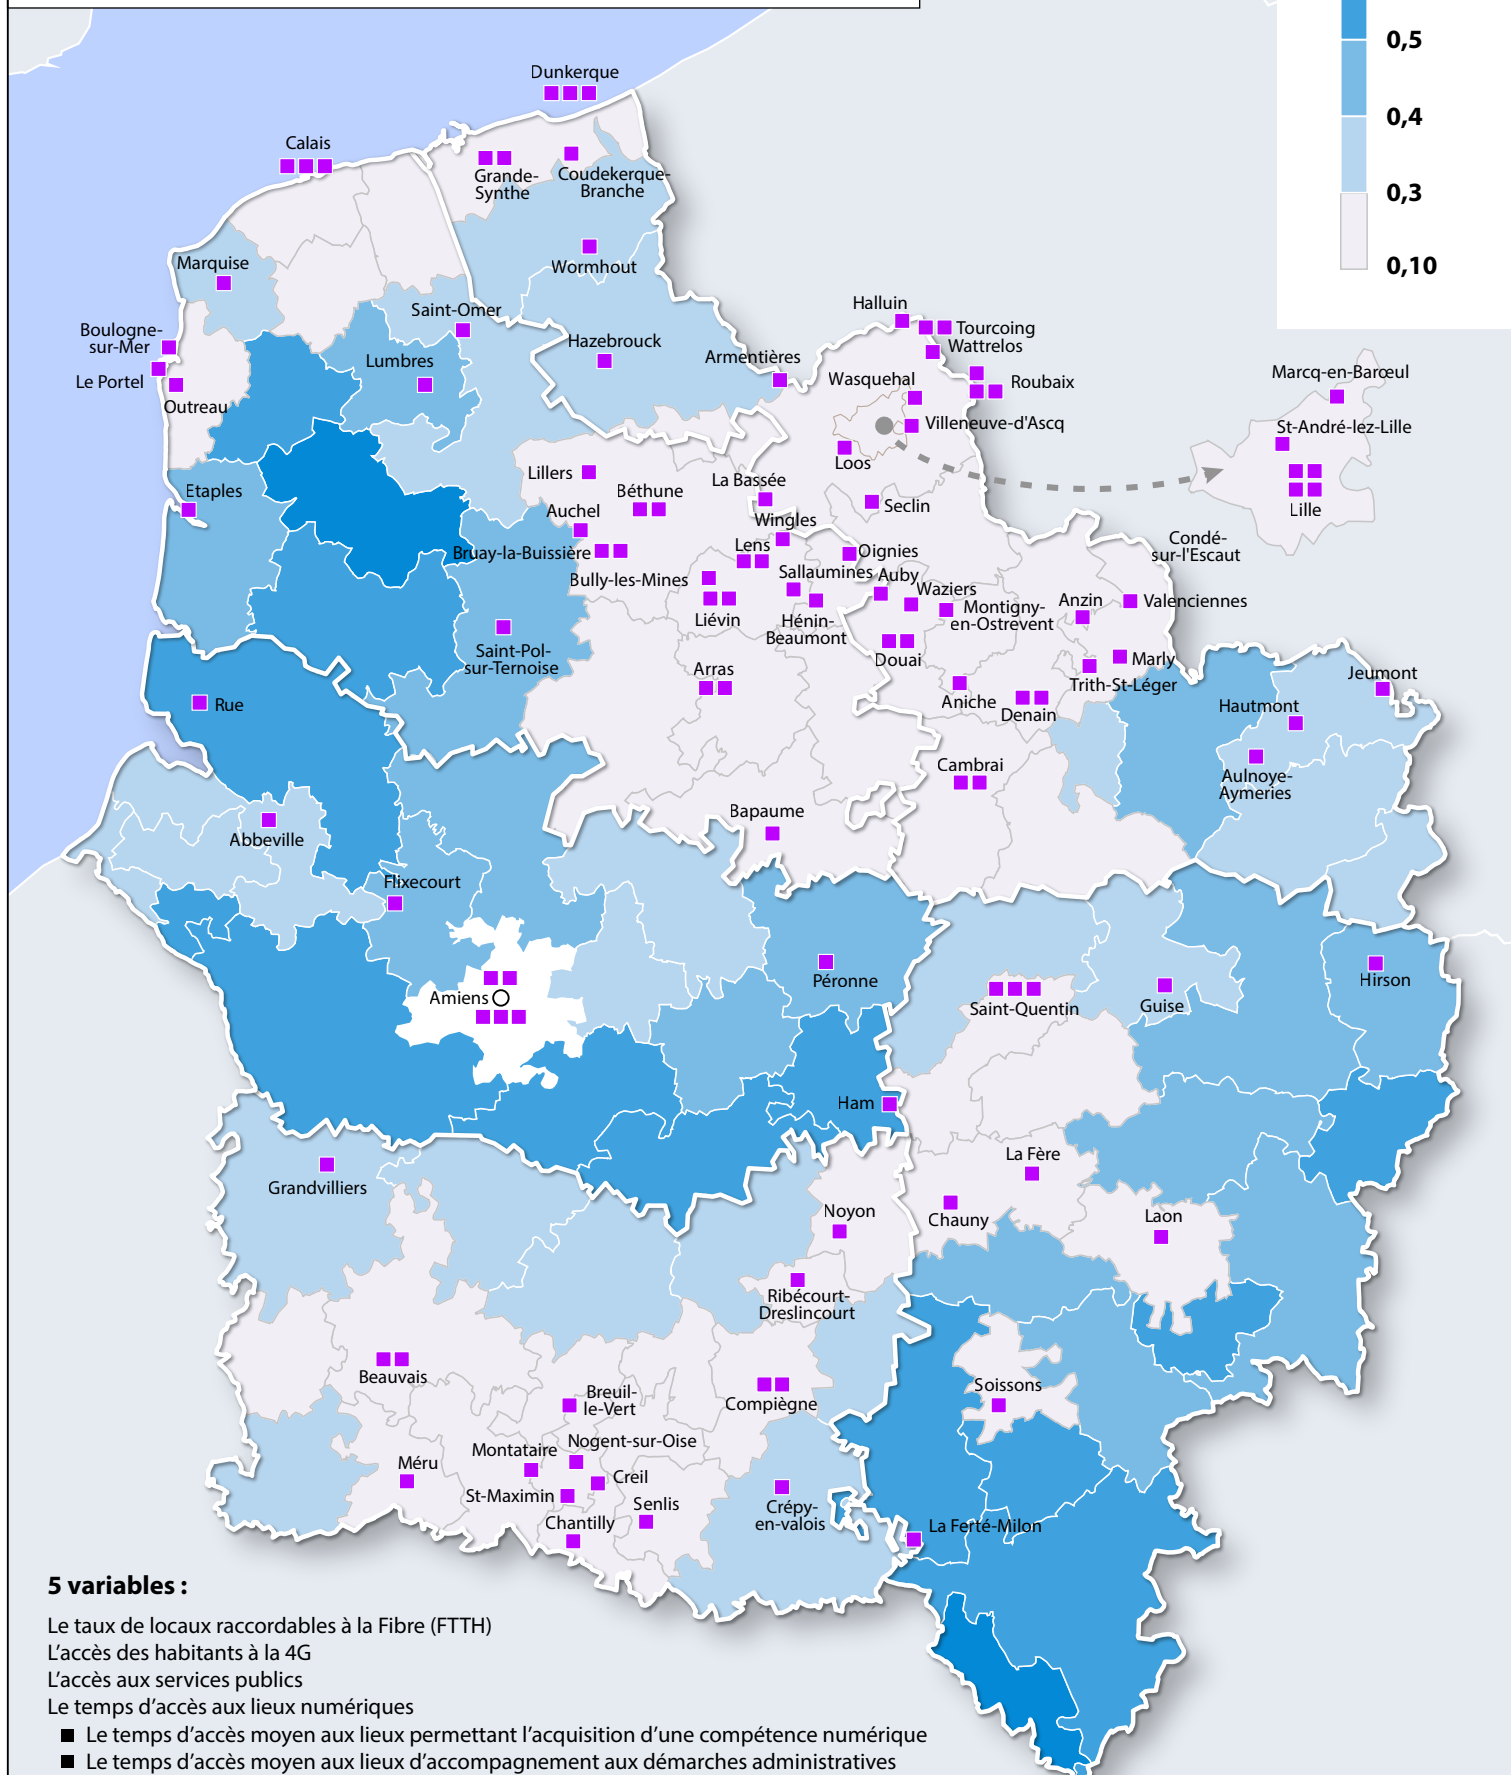 0,5
0,4
0,3
0,10
Dunkerque
Calais
Grande-
Synthe
Coudekerque-
Branche
Marquise
Wormhout
Saint-Omer
Halluin
Tourcoing
Wattrelos
Boulogne-
sur-Mer
Hazebrouck
Armentières
Lumbres
Le Portel
Outreau
Wasquehal
Roubaix
Villeneuve-d'Ascq
Marcq-en-Barœul
St-André-lez-Lille
Lille
Loos
Lillers
La Bassée
Etaples
Béthune
Seclin
Auchel
Wingles
Bruay-la-Buissière
Lens
Oignies
Condé-
sur-l'Escaut
Bully-les-Mines
Sallaumines
Auby
Waziers
Liévin
Hénin-
Beaumont
Montigny-
en-Ostrevent
Anzin
Valenciennes
Saint-Pol-
sur-Ternoise
Arras
Douai
Marly
Trith-St-Léger
Jeumont
Rue
Aniche
Denain
Hautmont
Cambrai
Aulnoye-
Aymeries
Abbeville
Bapaume
Flixecourt
Péronne
Hirson
Amiens
Saint-Quentin
Guise
Ham
Grandvilliers
La Fère
Noyon
Chauny
Laon
Ribécourt-
Dreslincourt
Beauvais
Breuil-
le-Vert
Compiègne
Soissons
Montataire
Nogent-sur-Oise
Méru
Creil
St-Maximin
Senlis
Crépy-
en-valois
Chantilly
La Ferté-Milon
5 variables :
Le taux de locaux raccordables à la Fibre (FTTH)
L’accès des habitants à la 4G
L’accès aux services publics
Le temps d’accès aux lieux numériques
■ Le temps d’accès moyen aux lieux permettant l’acquisition d’une compétence numérique
■ Le temps d’accès moyen aux lieux d’accompagnement aux démarches administratives